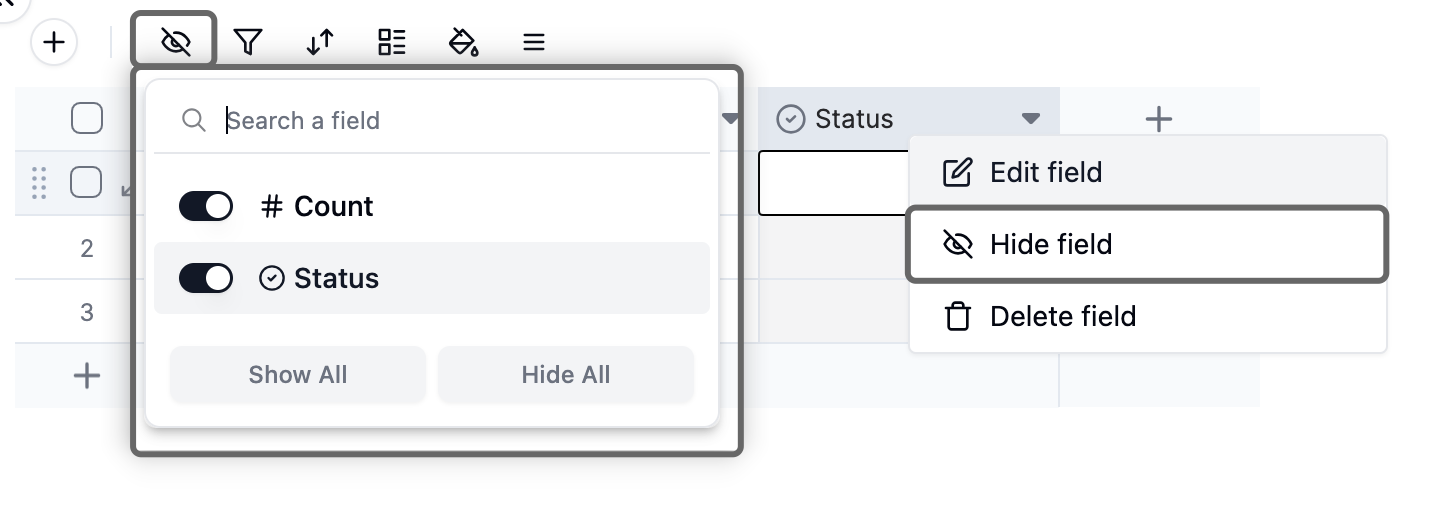 Search a field
Status
Edit field
# Count
Hide field
2
Status
3
Delete field
Show All
Hide All